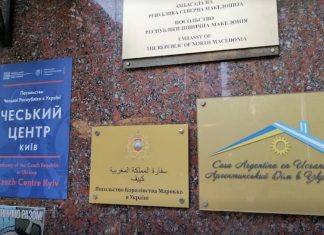 АМБАСАДА НА
РЕПУБЛИКА СЕВЕРНА МАКЕДОНИЈА
ПОСОЛЬСТВО
РЕСПУБЛІКИ ПІВНІЧНА МАКЕДОНІЯ
EMBASSY OF
THE REPUBLIC OF NORTH MACEDONIA
Посольство
Чеської Республіки в Україні
ЧЕСЬКИЙ
ЦЕНТР
КИЇВ
Embassy of the Czech Republic
in Ukraine
Czech Centre Kyiv
سفارة المملكة المغربية
كييف
Посольство Королівства Марокко
в Україні
Casa Argentina en Ucrania
Аргентинський Дім в Україні